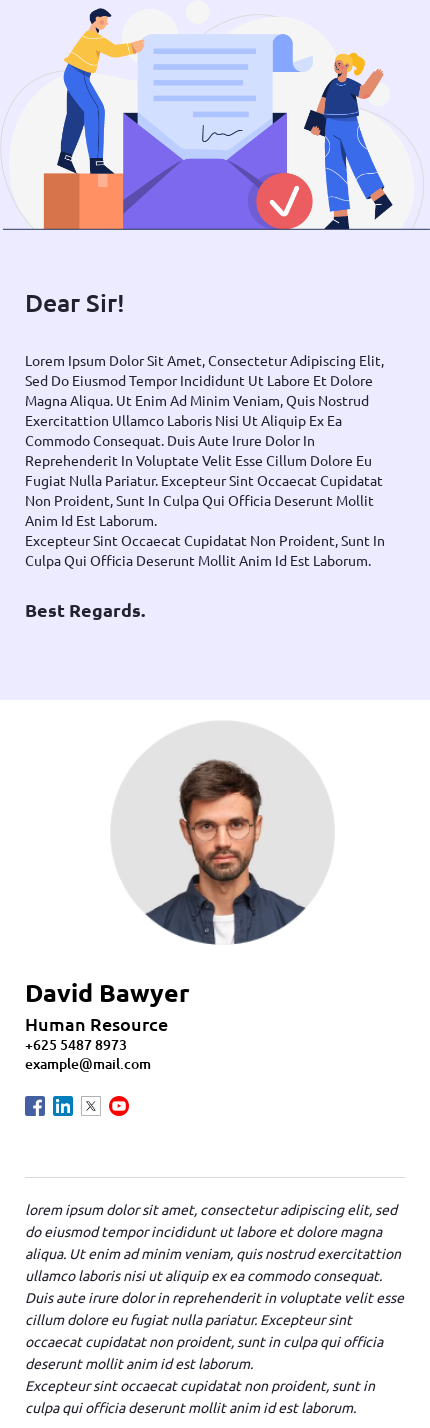 Dear Sir!
Lorem Ipsum Dolor Sit Amet, Consectetur Adipiscing Elit,
Sed Do Eiusmod Tempor Incididunt Ut Labore Et Dolore
Magna Aliqua. Ut Enim Ad Minim Veniam, Quis Nostrud
Exercitattion Ullamco Laboris Nisi Ut Aliquip Ex Ea
Commodo Consequat. Duis Aute Irure Dolor In
Reprehenderit In Voluptate Velit Esse Cillum Dolore Eu
Fugiat Nulla Pariatur. Excepteur Sint Occaecat Cupidatat
Non Proident, Sunt In Culpa Qui Officia Deserunt Mollit
Anim Id Est Laborum.
Excepteur Sint Occaecat Cupidatat Non Proident, Sunt In
Culpa Qui Officia Deserunt Mollit Anim Id Est Laborum.
Best Regards.
David Bawyer
Human Resource
+625 5487 8973
example@mail.com
lorem ipsum dolor sit amet, consectetur adipiscing elit, sed
do eiusmod tempor incididunt ut labore et dolore magna
aliqua. Ut enim ad minim veniam, quis nostrud exercitattion
ullamco laboris nisi ut aliquip ex ea commodo consequat.
Duis aute irure dolor in reprehenderit in voluptate velit esse
cillum dolore eu fugiat nulla pariatur. Excepteur sint
occaecat cupidatat non proident, sunt in culpa qui officia
deserunt mollit anim id est laborum.
Excepteur sint occaecat cupidatat non proident, sunt in
culpa qui officia deserunt mollit anim id est laborum.